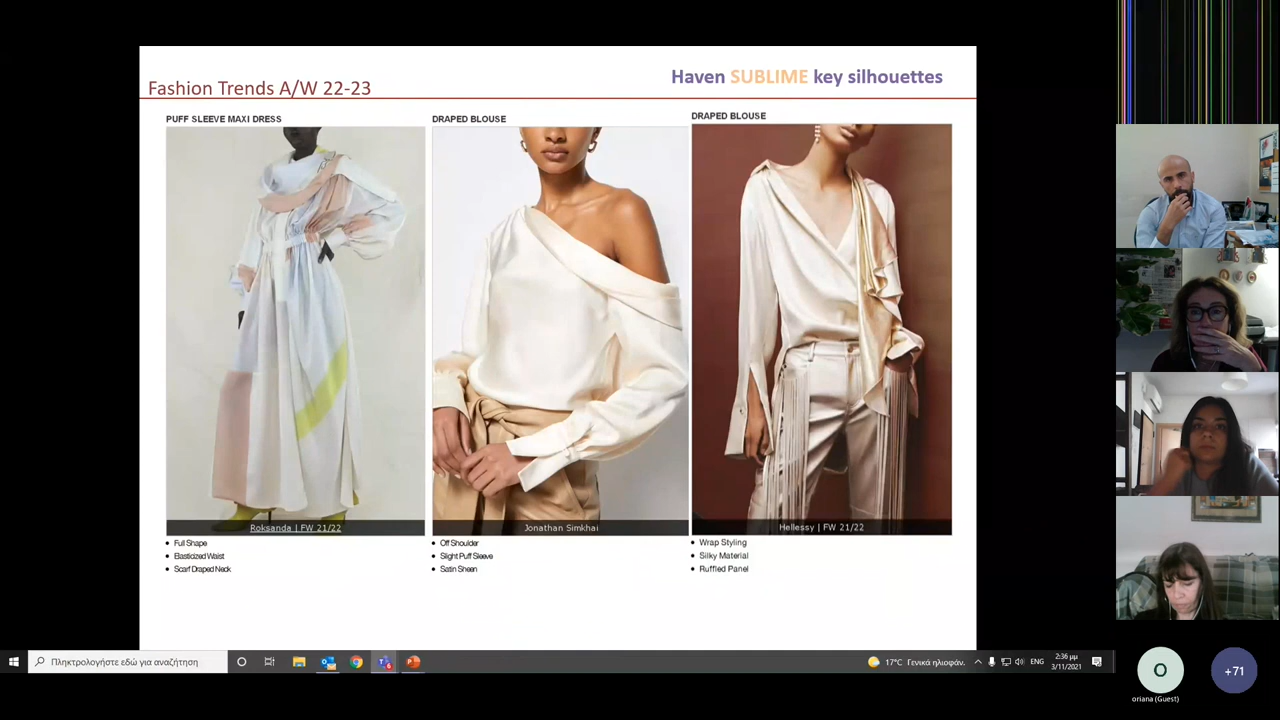 Fashion Trends A/W 22-23
Haven SUBLIME key silhouettes
PUFF SLEEVE MAXI DRESS
DRAPED BLOUSE
DRAPED BLOUSE
Roksanda | FW 21/22
Jonathan Simkhai
Hellessy | FW 21/22
Full Shape
Elasticized Waist
Scarf Draped Neck
Off Shoulder
Slight Puff Sleeve
Satin Sheen
Wrap Styling
Silky Material
Ruffled Panel
Πληκτρολογήστε εδώ για αναζήτηση
17°C Γενικά ηλιοφάν.
ENG
2:36 μμ
3/11/2021
O
oriana (Guest)
+71